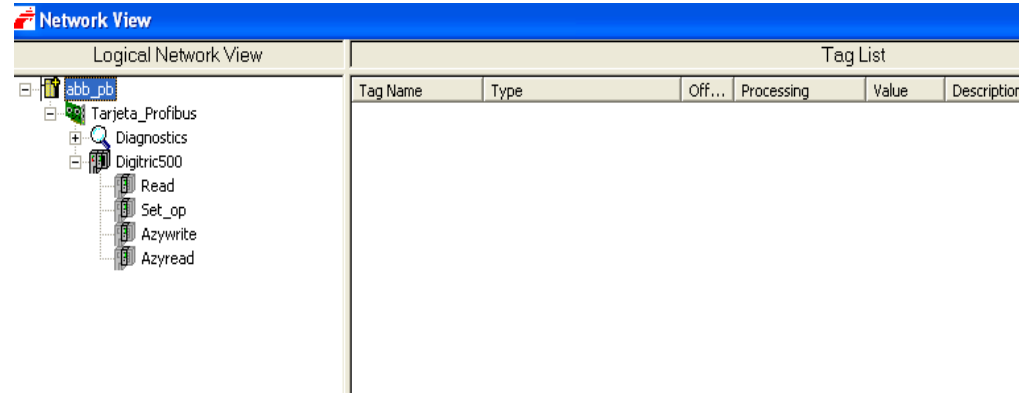 Network View
Logical Network View
Tag List
Tag Name Type Off... Processing Value Description
abb_pb
Tarjeta_Profibus
Diagnostics
Digitric500
Read
Set_op
Azywrite
Azyread